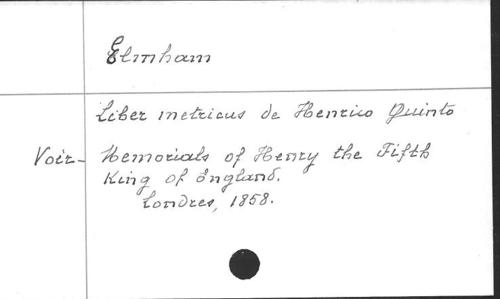 Elmham
Liber metricus de Henrico Quinto
Voir- Memorials of Henry the Fifth
King of England.
Londres, 1858.